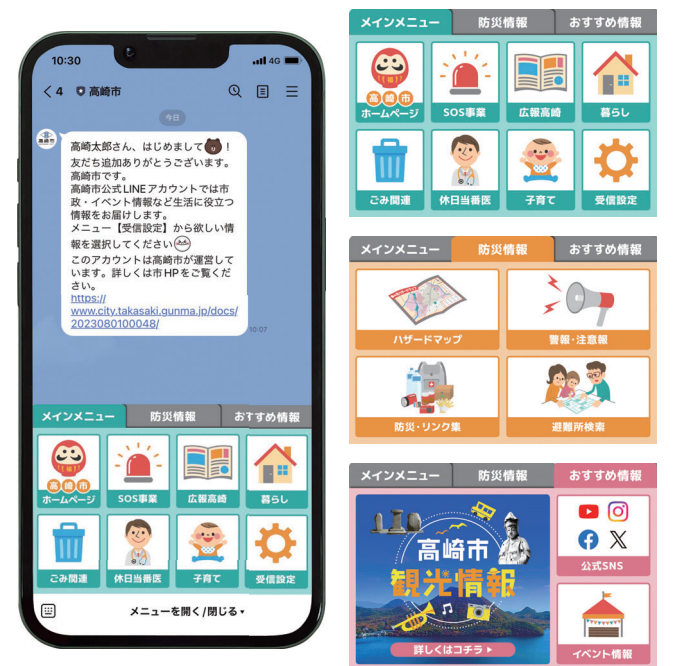 10:30
4G
4
高崎市
今日
高崎市
高崎太郎さん、はじめまして！
友だち追加ありがとうございます。
高崎市です。
高崎市公式LINEアカウントでは市
政・イベント情報など生活に役立つ
情報をお届けします。
メニュー【受信設定】から欲しい情
報を選択してください
このアカウントは高崎市が運営して
います。詳しくは市HPをご覧くだ
さい。
https://
www.city.takasaki.gunma.jp/docs/
2023080100048/
10:07
メインメニュー
防災情報
おすすめ情報
福
高崎市
ホームページ
SOS事業
広報高崎
暮らし
ごみ関連
休日当番医
子育て
受信設定
メニューを開く/閉じる▼
メインメニュー
防災情報
おすすめ情報
福
高崎市
ホームページ
SOS事業
広報高崎
暮らし
ごみ関連
休日当番医
子育て
受信設定
メインメニュー
防災情報
おすすめ情報
ハザードマップ
警報・注意報
防災・リンク集
避難所検索
メインメニュー
防災情報
おすすめ情報
高崎市
観光情報
詳しくはコチラ▶
公式SNS
イベント情報